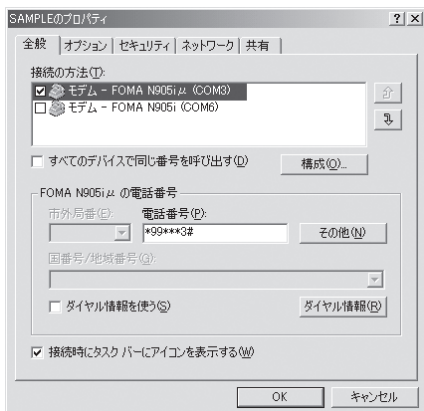 SAMPLEのプロパティ
全般 オプション セキュリティ ネットワーク 共有
接続の方法(T):
モデム - FOMA N905iμ (COM3)
モデム - FOMA N905i (COM6)
すべてのデバイスで同じ番号を呼び出す(D) 構成(O)...
FOMA N905iμ の電話番号
市外局番(E): 電話番号(P):
*99***3# その他(N)
国番号/地域番号(G):
ダイヤル情報を使う(S) ダイヤル情報(R)
接続時にタスク バーにアイコンを表示する(W)
OK キャンセル